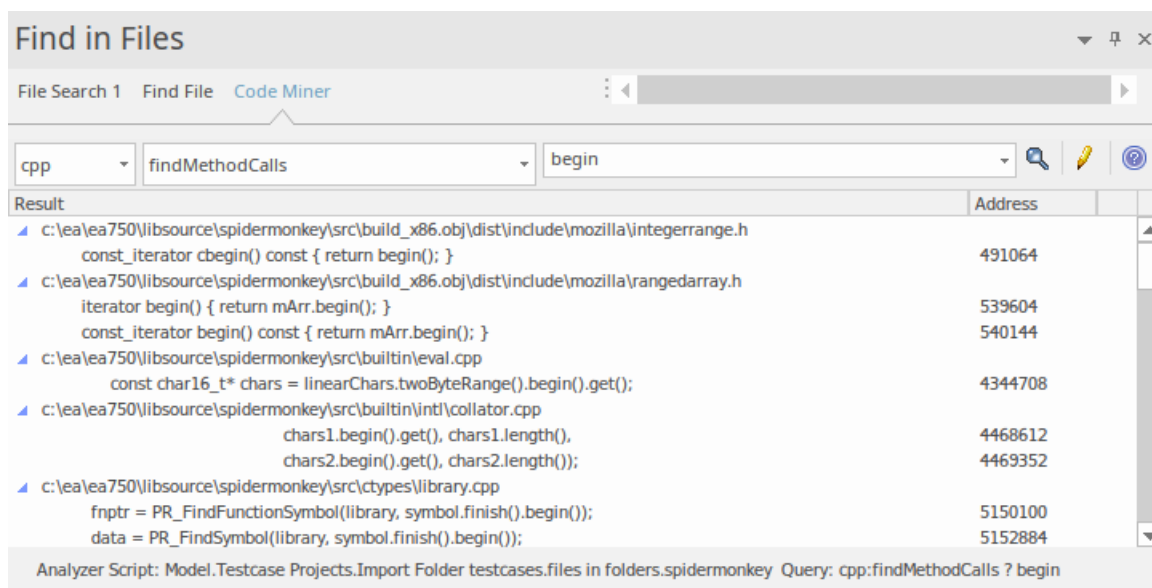 Find in Files
File Search 1 Find File Code Miner
cpp findMethodCalls begin
Result Address
c:\ea\ea750\libsource\spidermonkey\src\build_x86.obj\dist\include\mozilla\integerrange.h
const_iterator cbegin() const { return begin(); } 491064
c:\ea\ea750\libsource\spidermonkey\src\build_x86.obj\dist\include\mozilla\rangedarray.h
iterator begin() { return mArr.begin(); } 539604
const_iterator begin() const { return mArr.begin(); } 540144
c:\ea\ea750\libsource\spidermonkey\src\builtin\eval.cpp
const char16_t* chars = linearChars.twoByteRange().begin().get(); 4344708
c:\ea\ea750\libsource\spidermonkey\src\builtin\intl\collator.cpp
chars1.begin().get(), chars1.length(), 4468612
chars2.begin().get(), chars2.length()); 4469352
c:\ea\ea750\libsource\spidermonkey\src\ctypes\library.cpp
fnptr = PR_FindFunctionSymbol(library, symbol.finish().begin()); 5150100
data = PR_FindSymbol(library, symbol.finish().begin()); 5152884
Analyzer Script: Model.Testcase Projects.Import Folder testcases.files in folders.spidermonkey Query: cpp:findMethodCalls ? begin